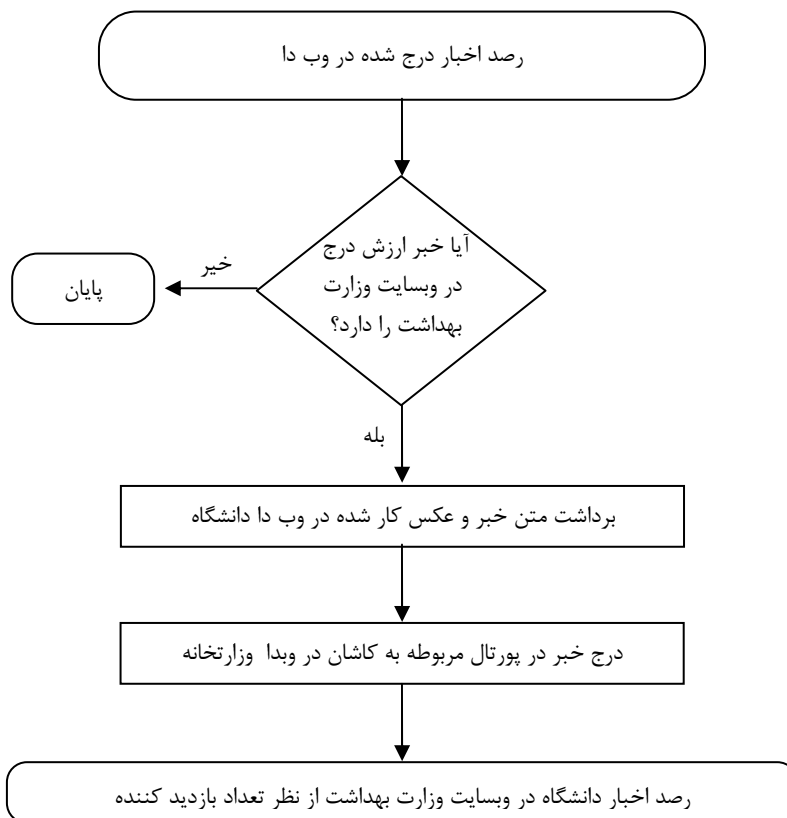 رصد اخبار درج شده در وب دا
آیا خبر ارزش درج
در وبسایت وزارت
بهداشت را دارد؟
خیر
پایان
بله
برداشت متن خبر و عکس کار شده در وب دا دانشگاه
درج خبر در پورتال مربوطه به کاشان در وبدا وزارتخانه
رصد اخبار دانشگاه در وبسایت وزارت بهداشت از نظر تعداد بازدید کننده